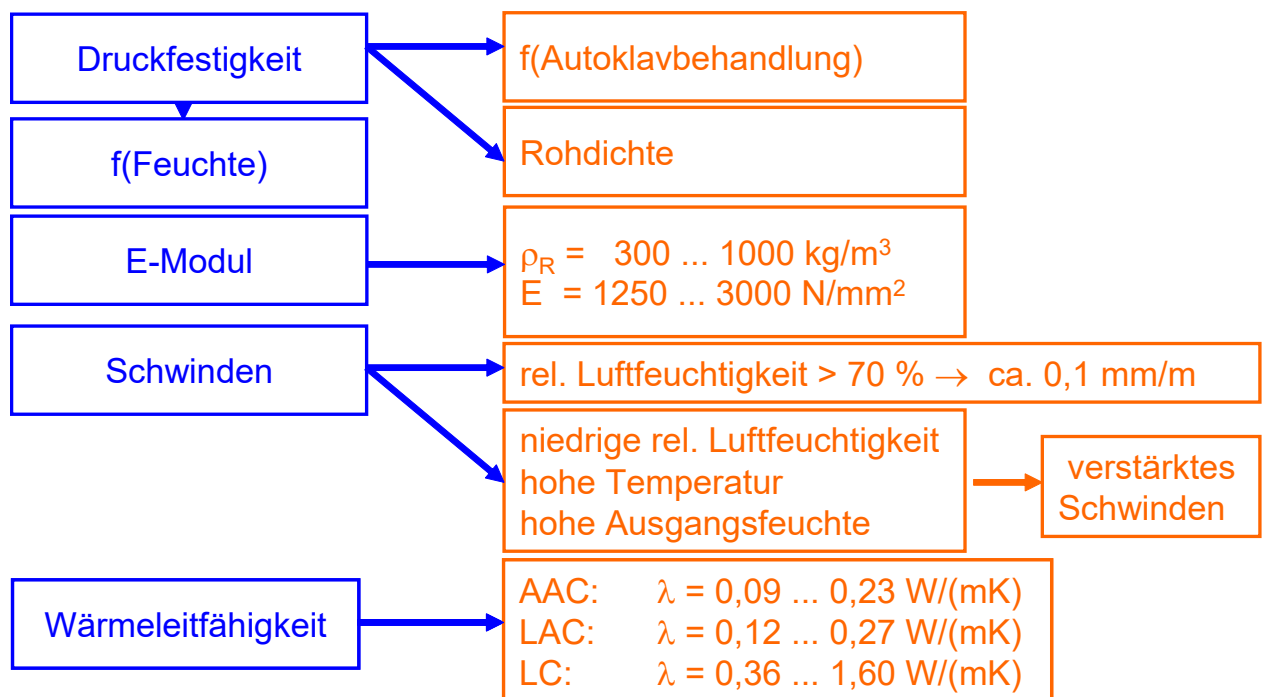 Druckfestigkeit
f(Autoklavbehandlung)
Rohdichte
f(Feuchte)
E-Modul
ρR = 300 ... 1000 kg/m³
E = 1250 ... 3000 N/mm²
Schwinden
rel. Luftfeuchtigkeit > 70 % → ca. 0,1 mm/m
niedrige rel. Luftfeuchtigkeit
hohe Temperatur
hohe Ausgangsfeuchte
verstärktes
Schwinden
Wärmeleitfähigkeit
AAC: λ = 0,09 ... 0,23 W/(mK)
LAC: λ = 0,12 ... 0,27 W/(mK)
LC: λ = 0,36 ... 1,60 W/(mK)